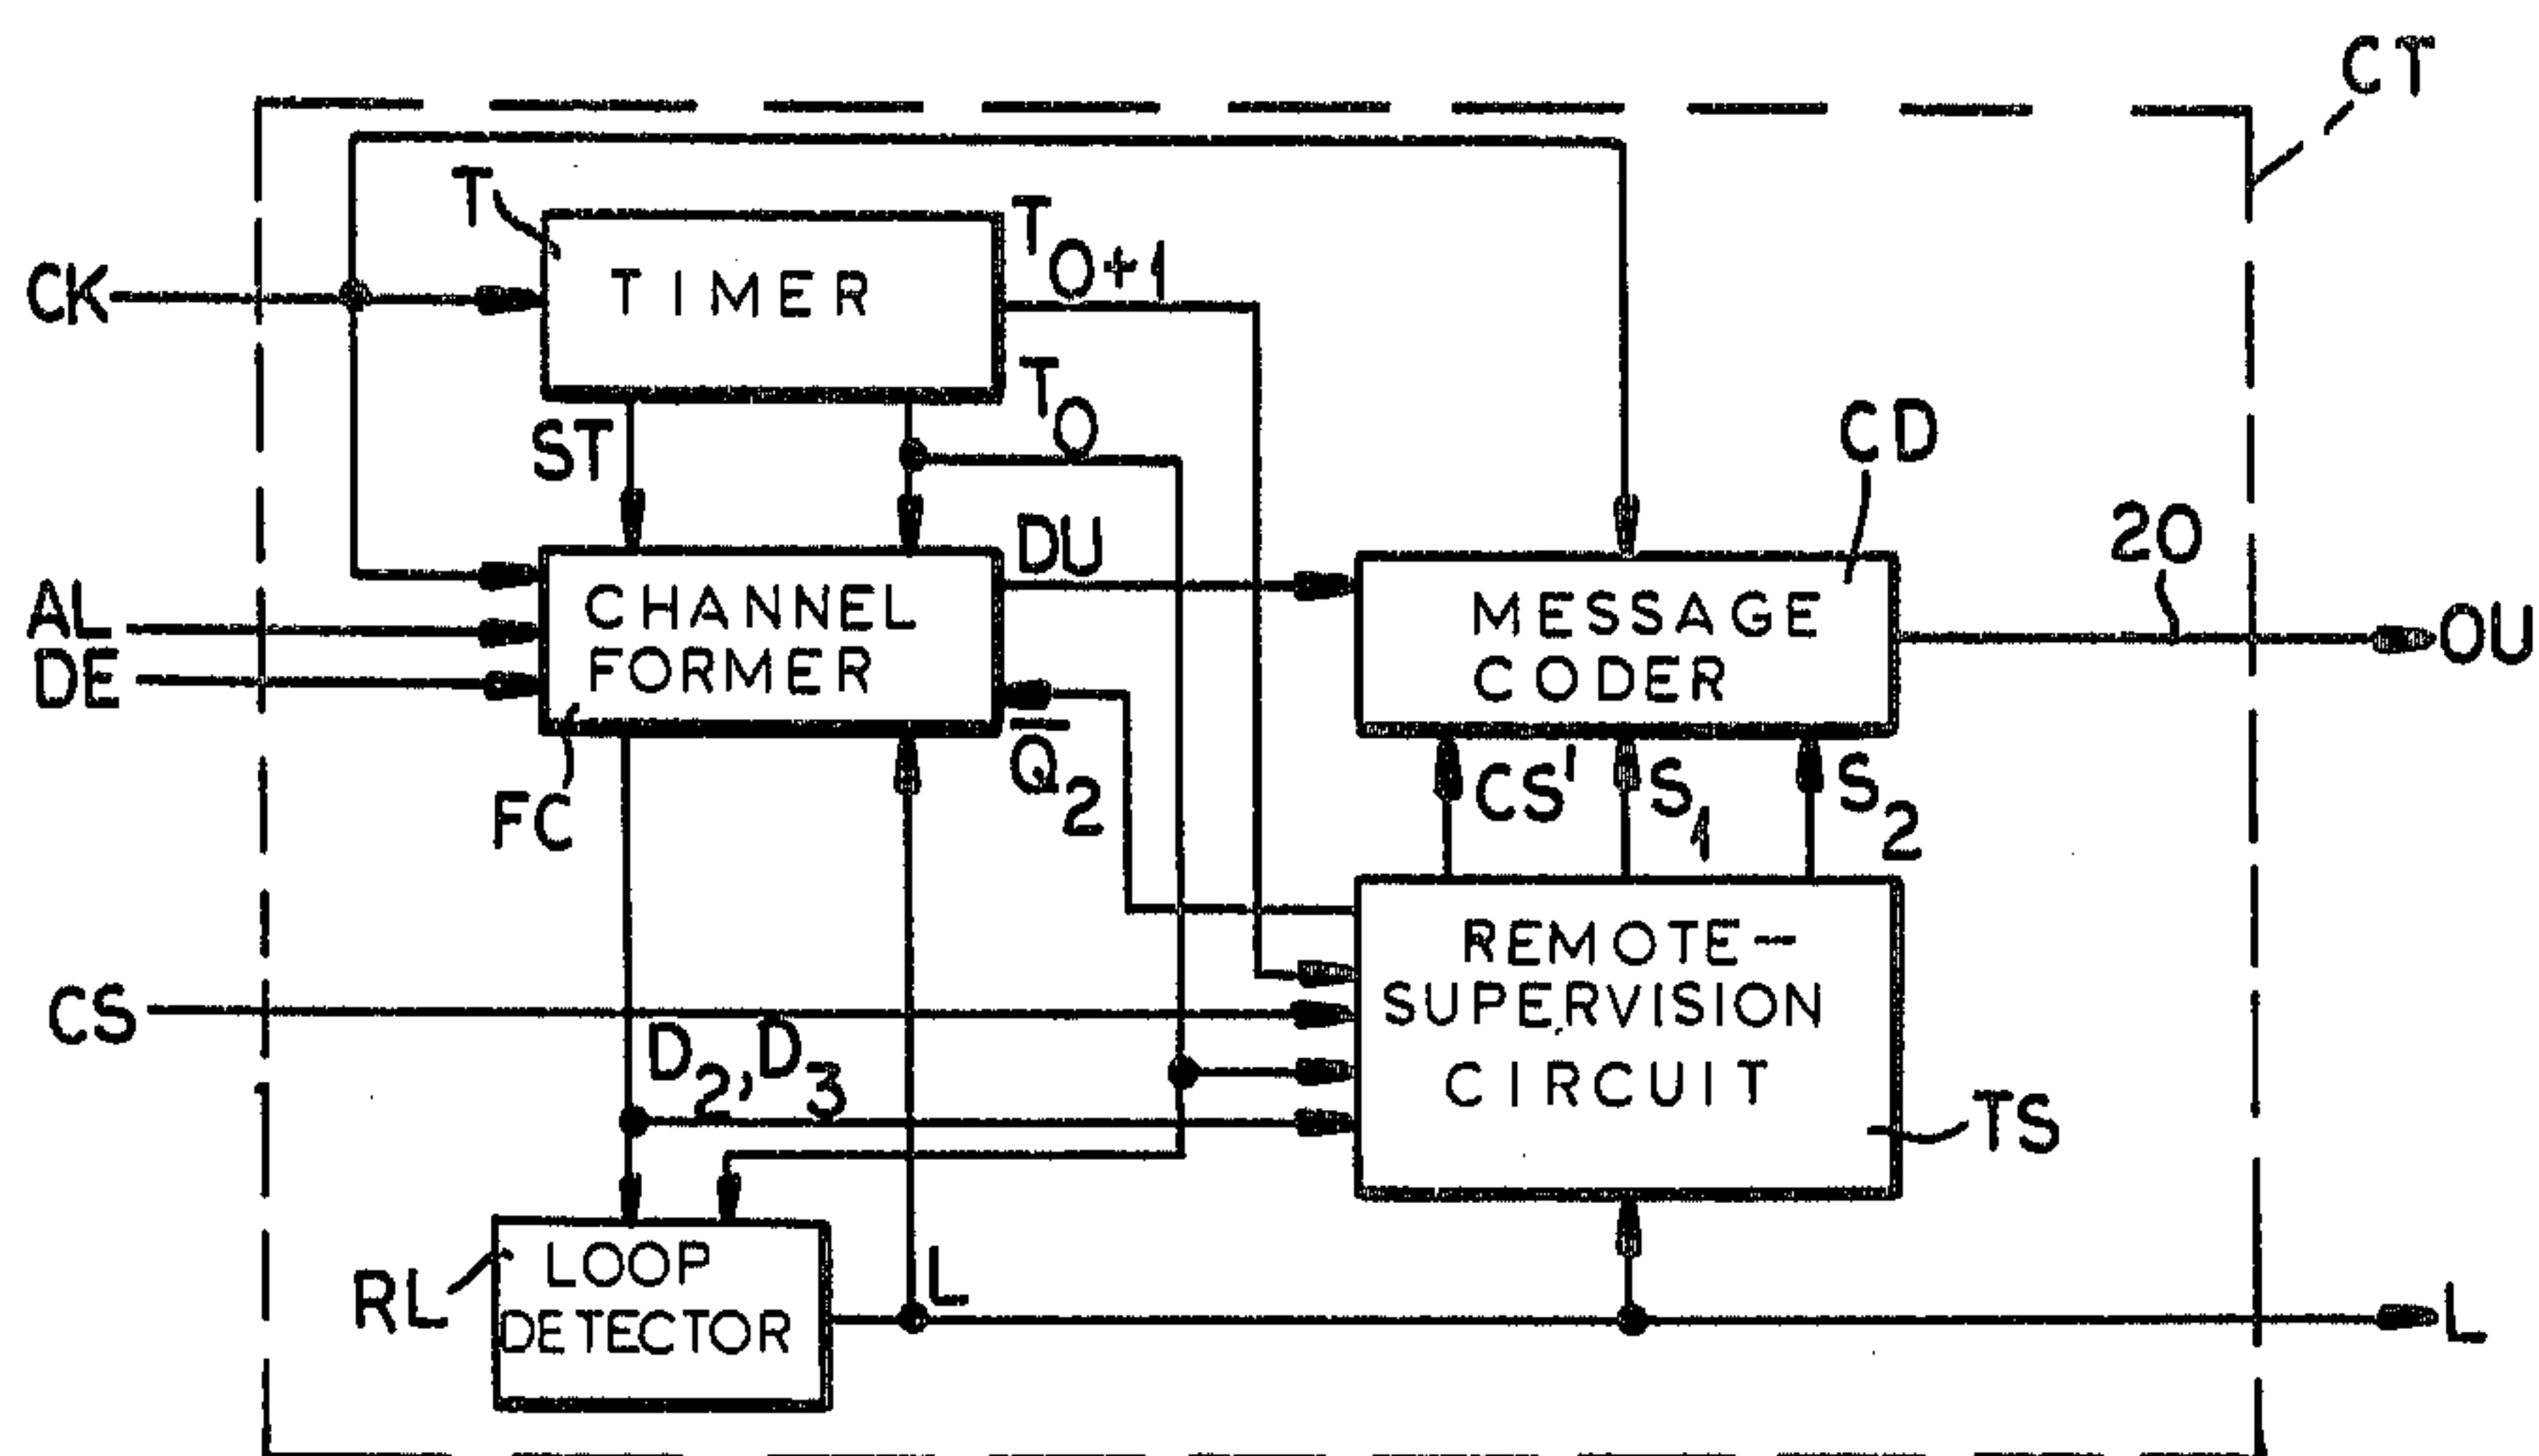 CT
T
TIMER
T0+1
CK
T0
ST
CD
DU
20
CHANNEL
FORMER
MESSAGE
CODER
OU
AL
DE
Q̅2
CS'
S1
S2
FC
REMOTE-
SUPERVISION
CIRCUIT
CS
D2,D3
TS
LOOP
DETECTOR
RL
L
L